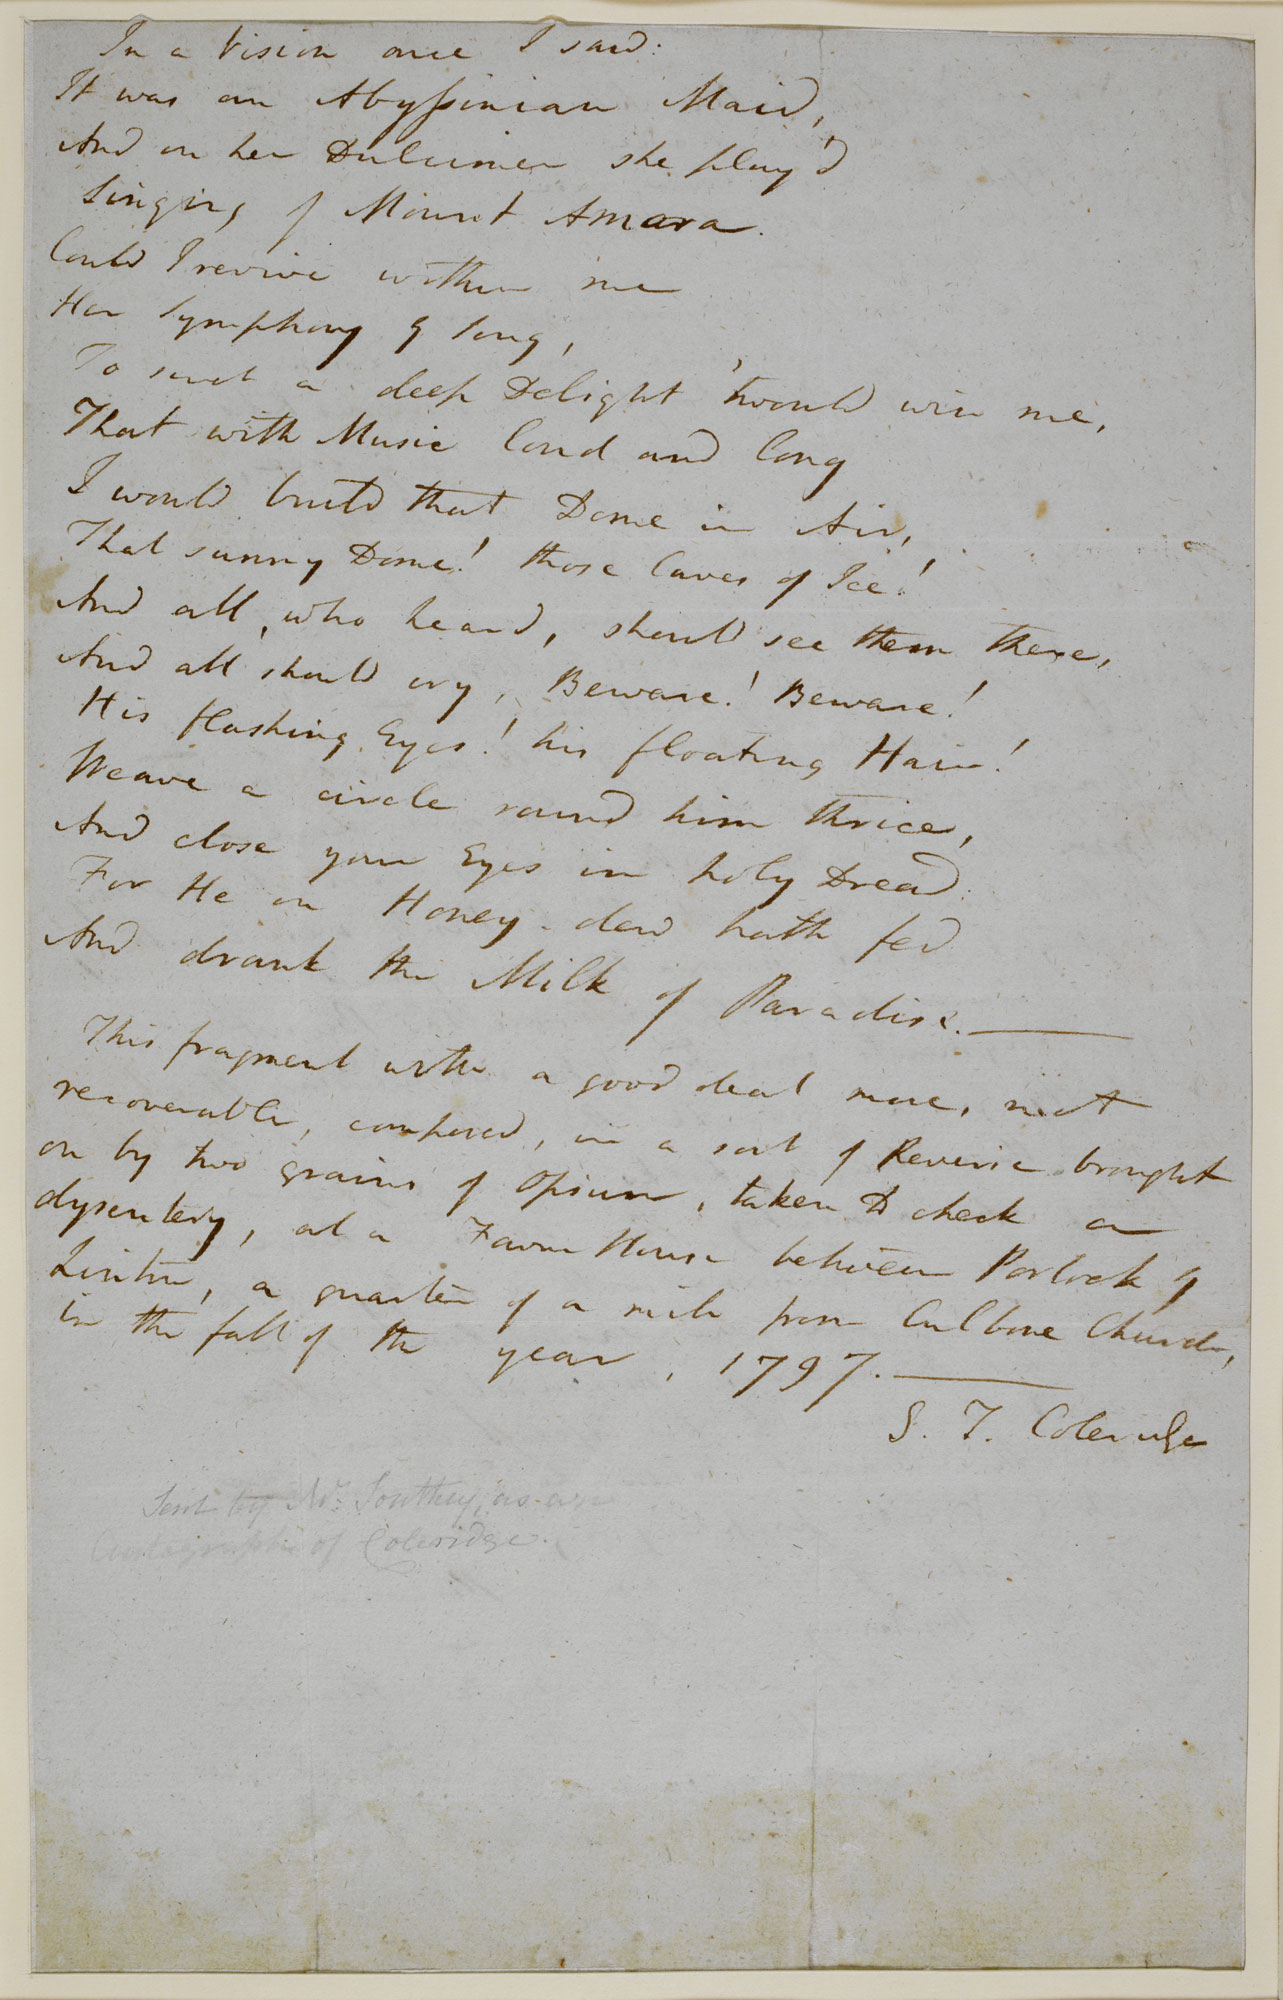 In a Vision once I saw:
It was an Abyssinian Maid,
And on her Dulcimer she play'd
Singing of Mount Amara.
Could I revive within me
Her Symphony & Song,
To such a deep Delight 'twould win me,
That with Music loud and long
I would build that Dome in Air,
That sunny Dome! those Caves of Ice!
And all, who heard, should see them there,
And all should cry, Beware! Beware!
His flashing Eyes! his floating Hair!
Weave a circle round him thrice,
And close your Eyes in holy Dread:
For He on Honey-dew hath fed
And drank the Milk of Paradise.—
This fragment with a good deal more, not
recoverable, composed, in a sort of Reverie brought
on by two grains of Opium, taken to check a
dysentery, at a Farm House between Porlock &
Linton, a quarter of a mile from Culbone Church,
in the fall of the year, 1797.—
S. T. Coleridge
Sent by Mr. Southey, as an
Autograph of Coleridge.